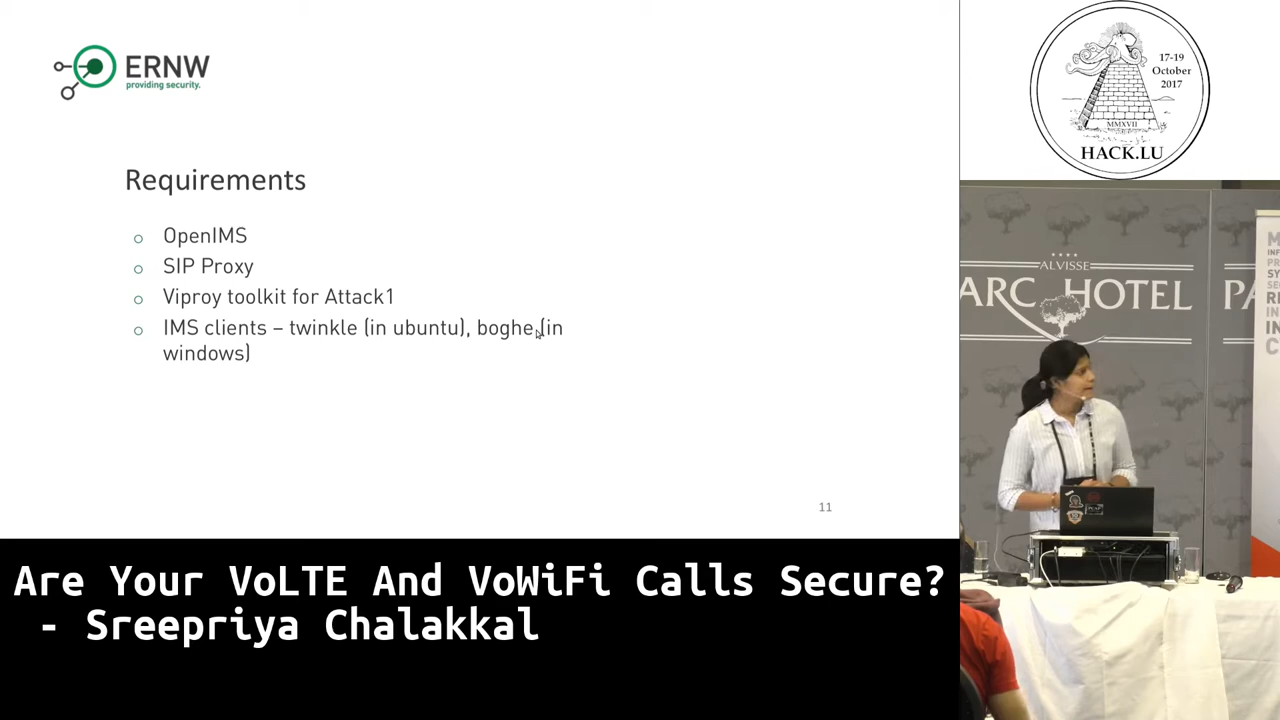 ERNW
providing security.
Requirements
OpenIMS
SIP Proxy
Viproy toolkit for Attack1
IMS clients – twinkle (in ubuntu), boghe (in
windows)
11
Are Your VoLTE And VoWiFi Calls Secure?
- Sreepriya Chalakkal
17-19
October
2017
MMXVII
HACK.LU
ALVISSE
ARC HOTEL
PA